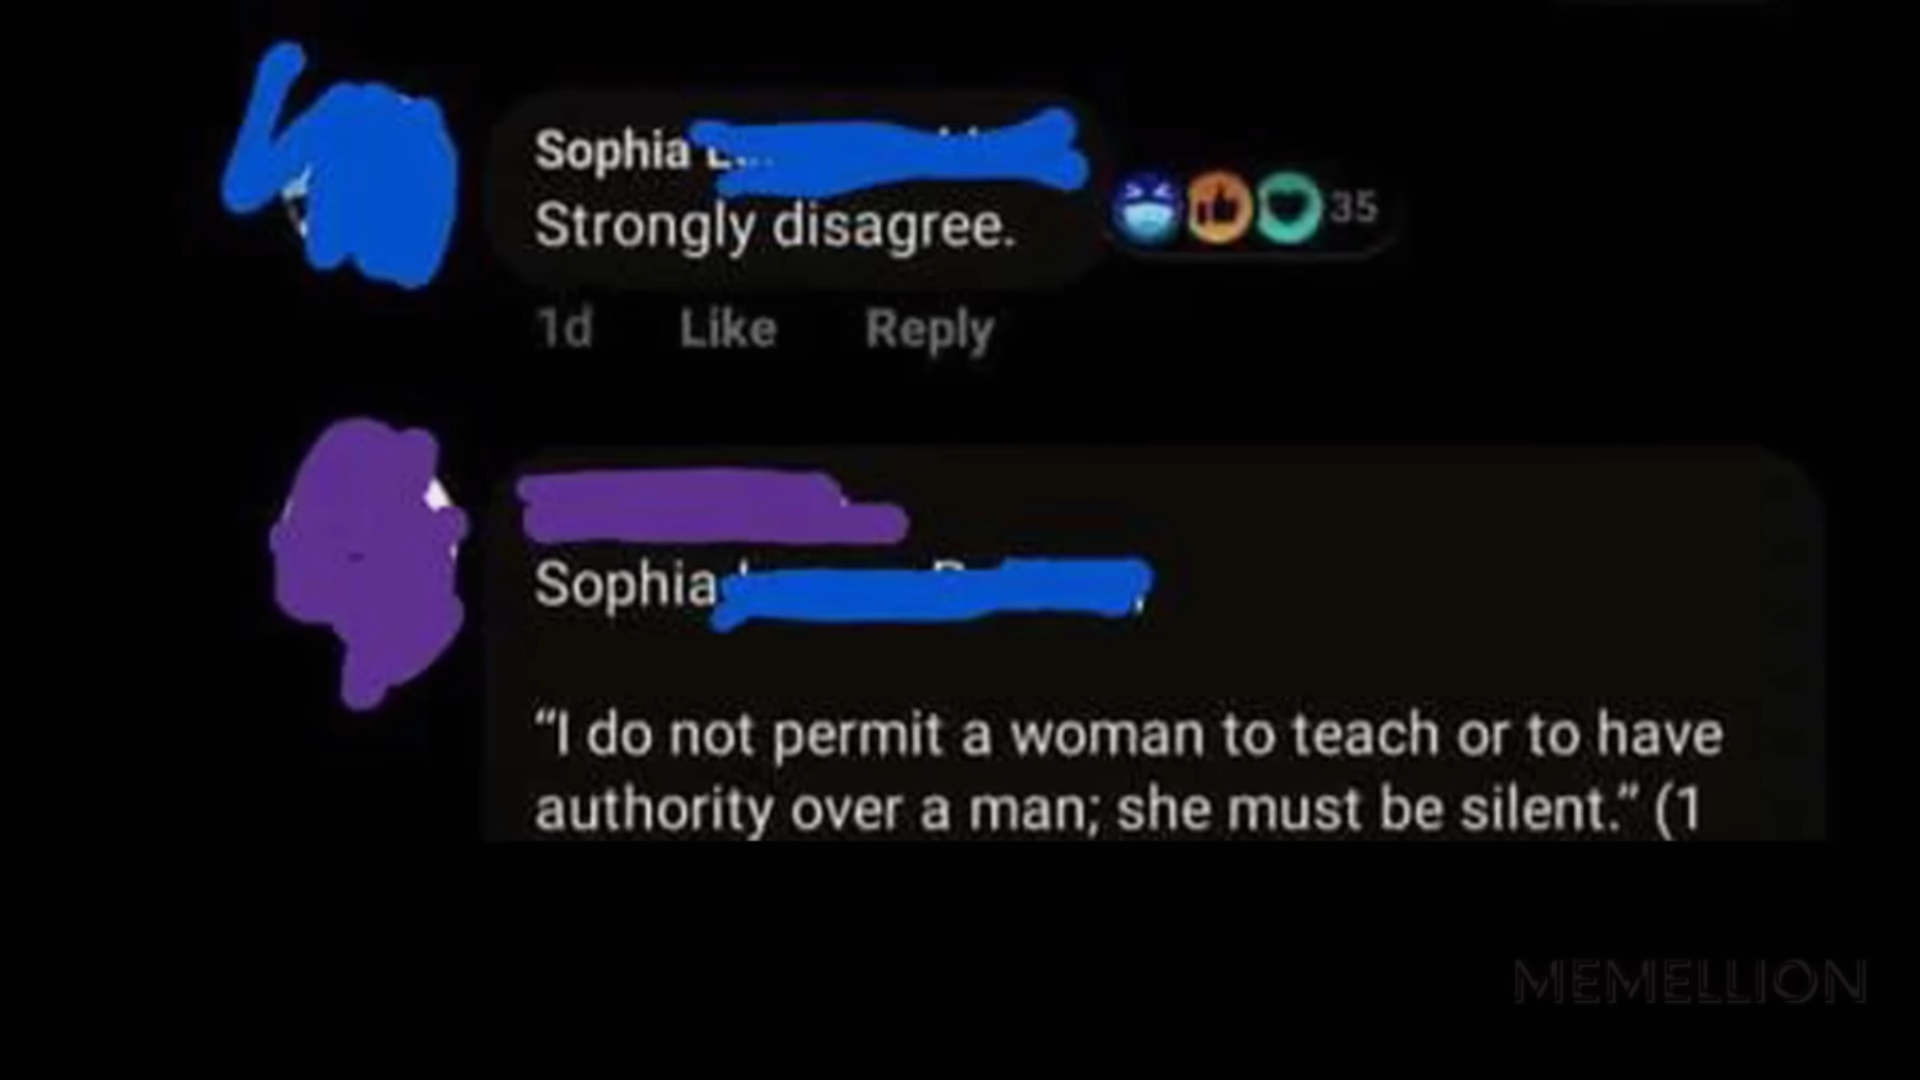 Sophia
Strongly disagree.
35
1d Like Reply
Sophia
“I do not permit a woman to teach or to have
authority over a man; she must be silent.” (1
MEMELLION